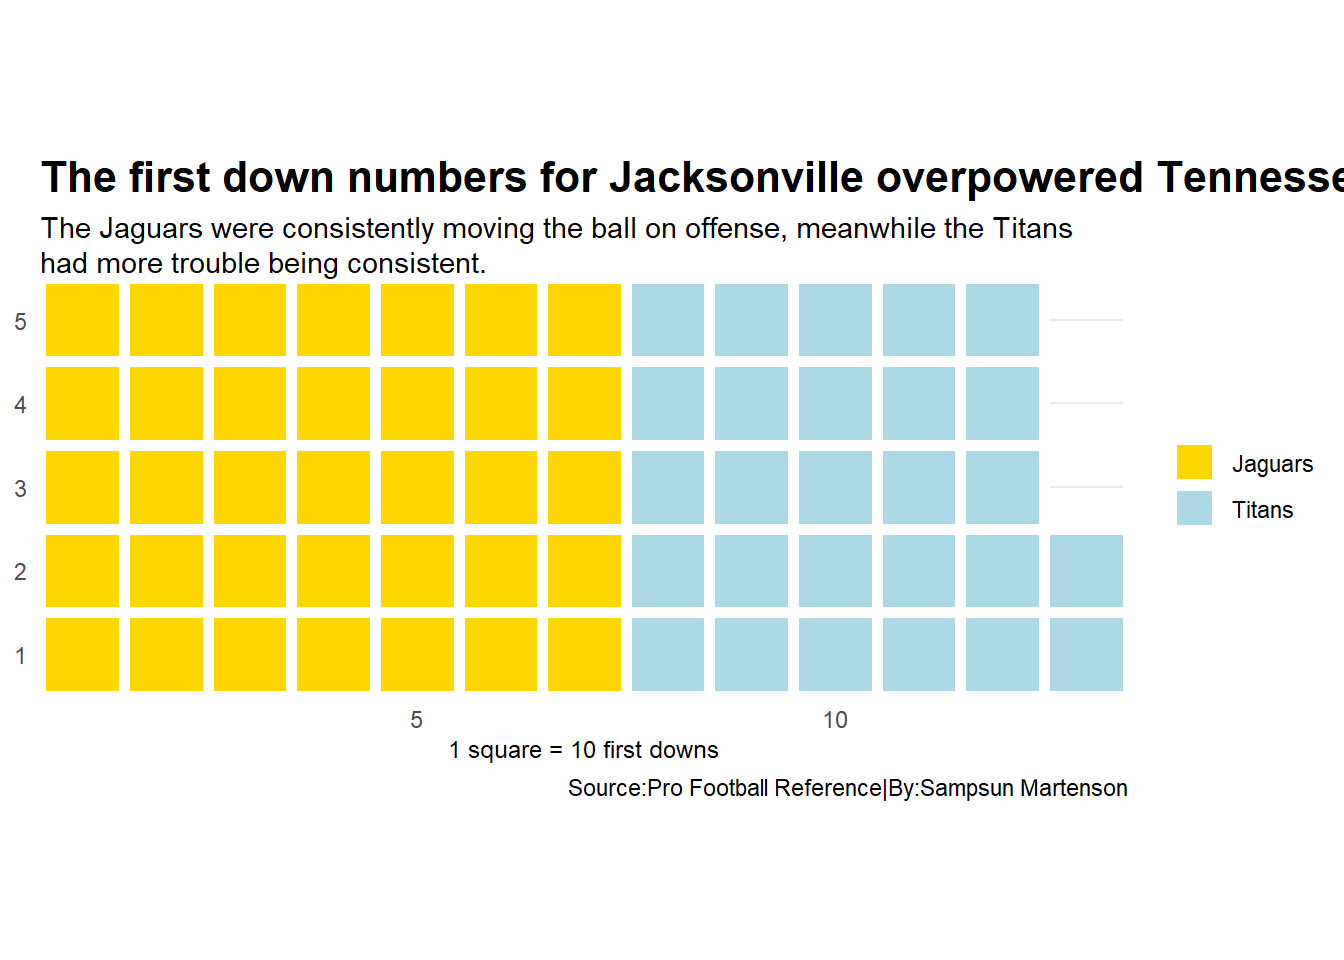 The first down numbers for Jacksonville overpowered Tennesse
The Jaguars were consistently moving the ball on offense, meanwhile the Titans
had more trouble being consistent.
5
4
3
2
1
Jaguars
Titans
5 10
1 square = 10 first downs
Source:Pro Football Reference|By:Sampsun Martenson